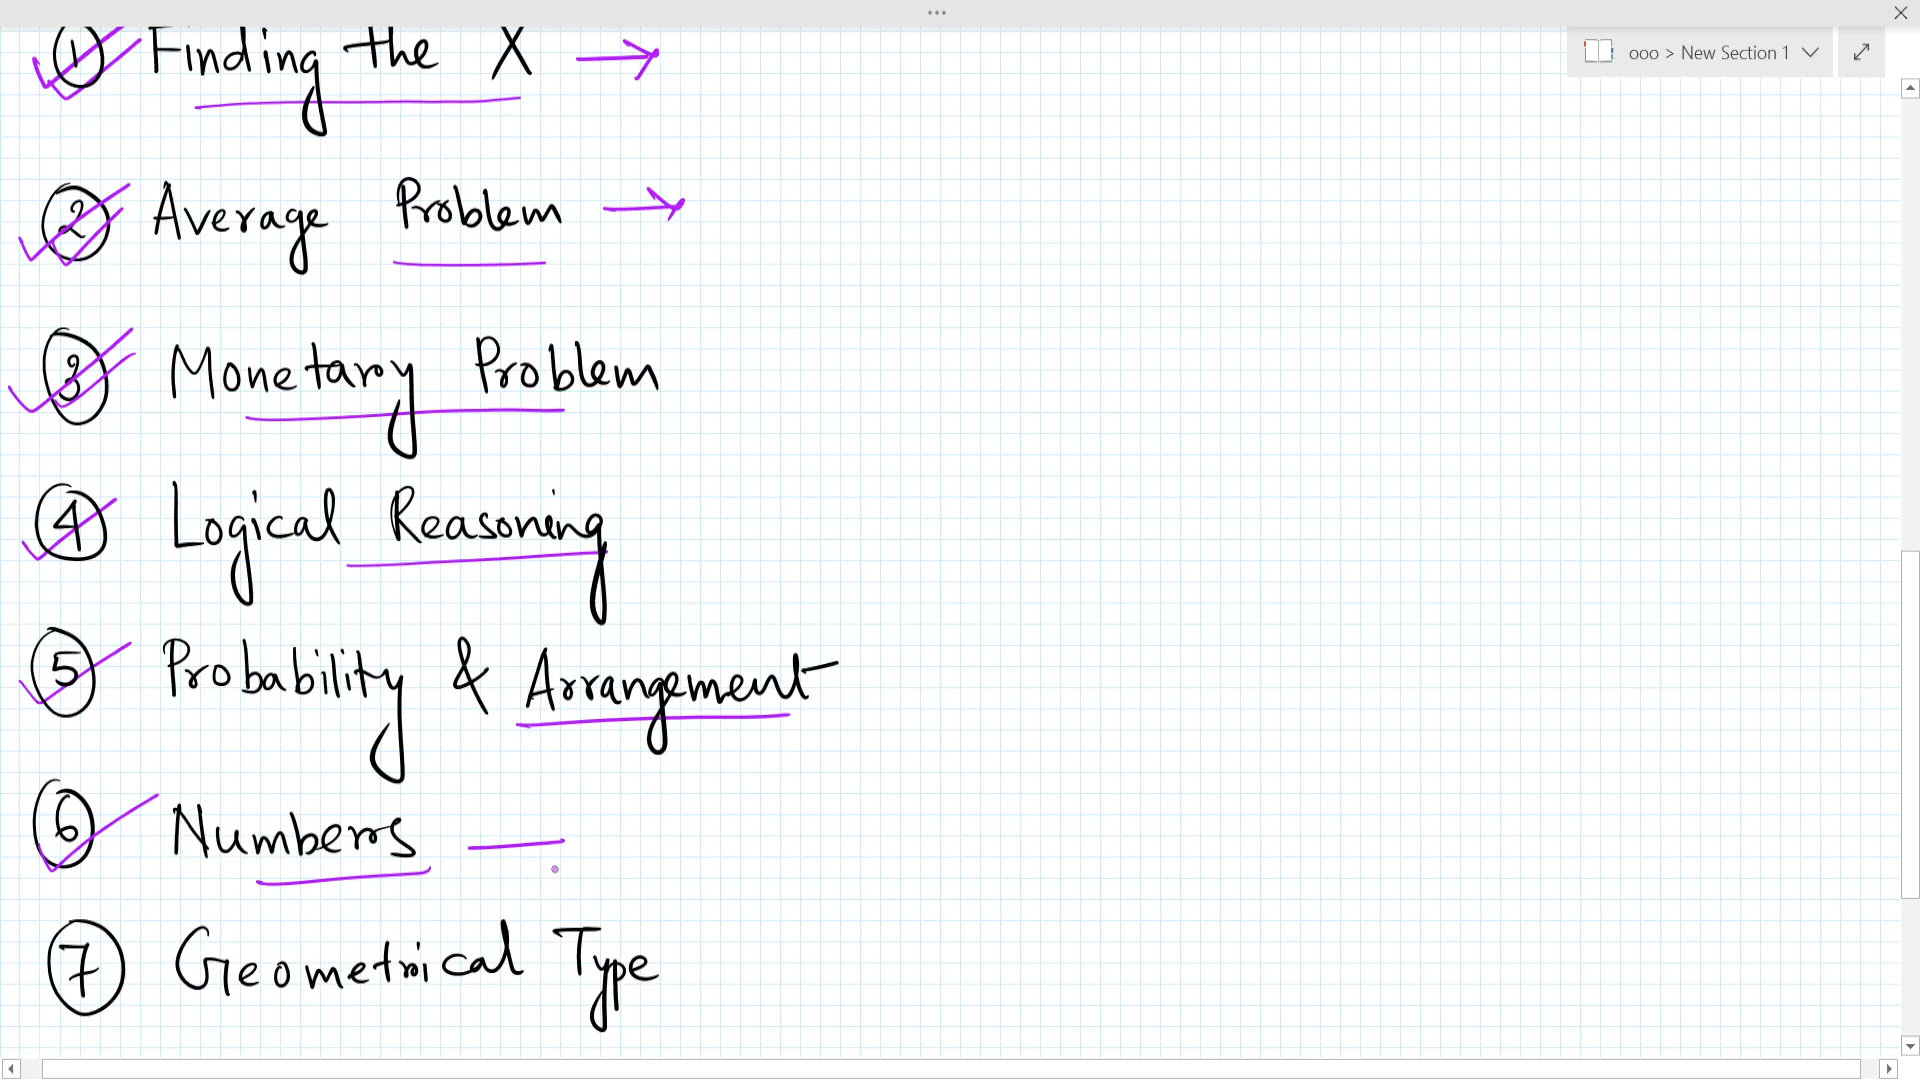 ① Finding the X →
ooo > New Section 1
② Average Problem →
③ Monetary Problem
④ Logical Reasoning
⑤ Probability & Arrangement
⑥ Numbers —
⑦ Geometrical Type